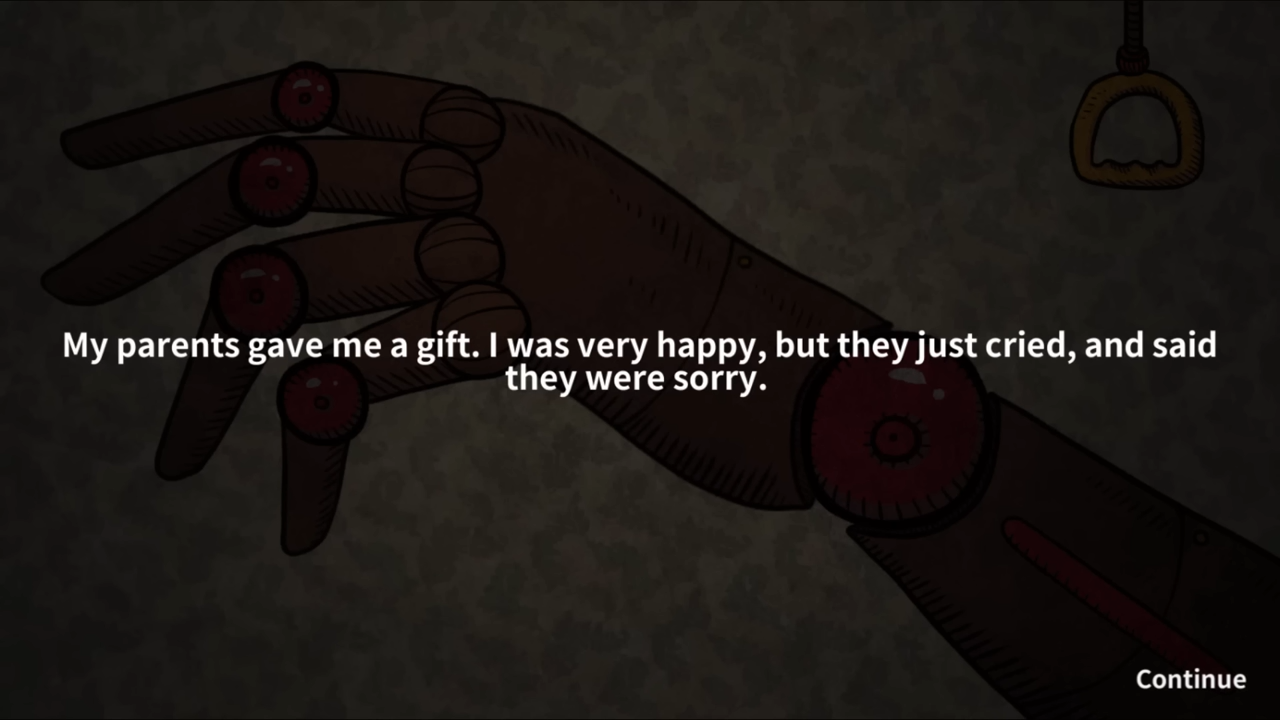 My parents gave me a gift. I was very happy, but they just cried, and said
they were sorry.
Continue